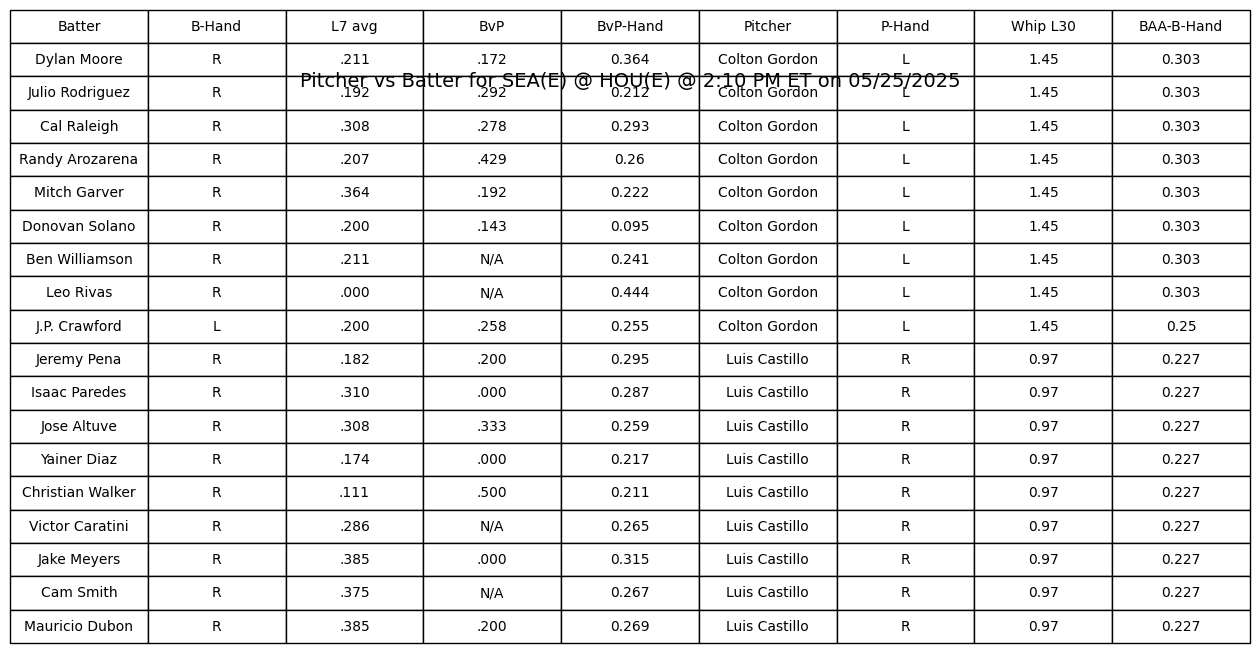 Batter B-Hand L7 avg BvP BvP-Hand Pitcher P-Hand Whip L30 BAA-B-Hand
Dylan Moore R .211 .172 0.364 Colton Gordon L 1.45 0.303
Pitcher vs Batter for SEA(E) @ HOU(E) @ 2:10 PM ET on 05/25/2025
Julio Rodriguez R .192 .292 0.212 Colton Gordon L 1.45 0.303
Cal Raleigh R .308 .278 0.293 Colton Gordon L 1.45 0.303
Randy Arozarena R .207 .429 0.26 Colton Gordon L 1.45 0.303
Mitch Garver R .364 .192 0.222 Colton Gordon L 1.45 0.303
Donovan Solano R .200 .143 0.095 Colton Gordon L 1.45 0.303
Ben Williamson R .211 N/A 0.241 Colton Gordon L 1.45 0.303
Leo Rivas R .000 N/A 0.444 Colton Gordon L 1.45 0.303
J.P. Crawford L .200 .258 0.255 Colton Gordon L 1.45 0.25
Jeremy Pena R .182 .200 0.295 Luis Castillo R 0.97 0.227
Isaac Paredes R .310 .000 0.287 Luis Castillo R 0.97 0.227
Jose Altuve R .308 .333 0.259 Luis Castillo R 0.97 0.227
Yainer Diaz R .174 .000 0.217 Luis Castillo R 0.97 0.227
Christian Walker R .111 .500 0.211 Luis Castillo R 0.97 0.227
Victor Caratini R .286 N/A 0.265 Luis Castillo R 0.97 0.227
Jake Meyers R .385 .000 0.315 Luis Castillo R 0.97 0.227
Cam Smith R .375 N/A 0.267 Luis Castillo R 0.97 0.227
Mauricio Dubon R .385 .200 0.269 Luis Castillo R 0.97 0.227